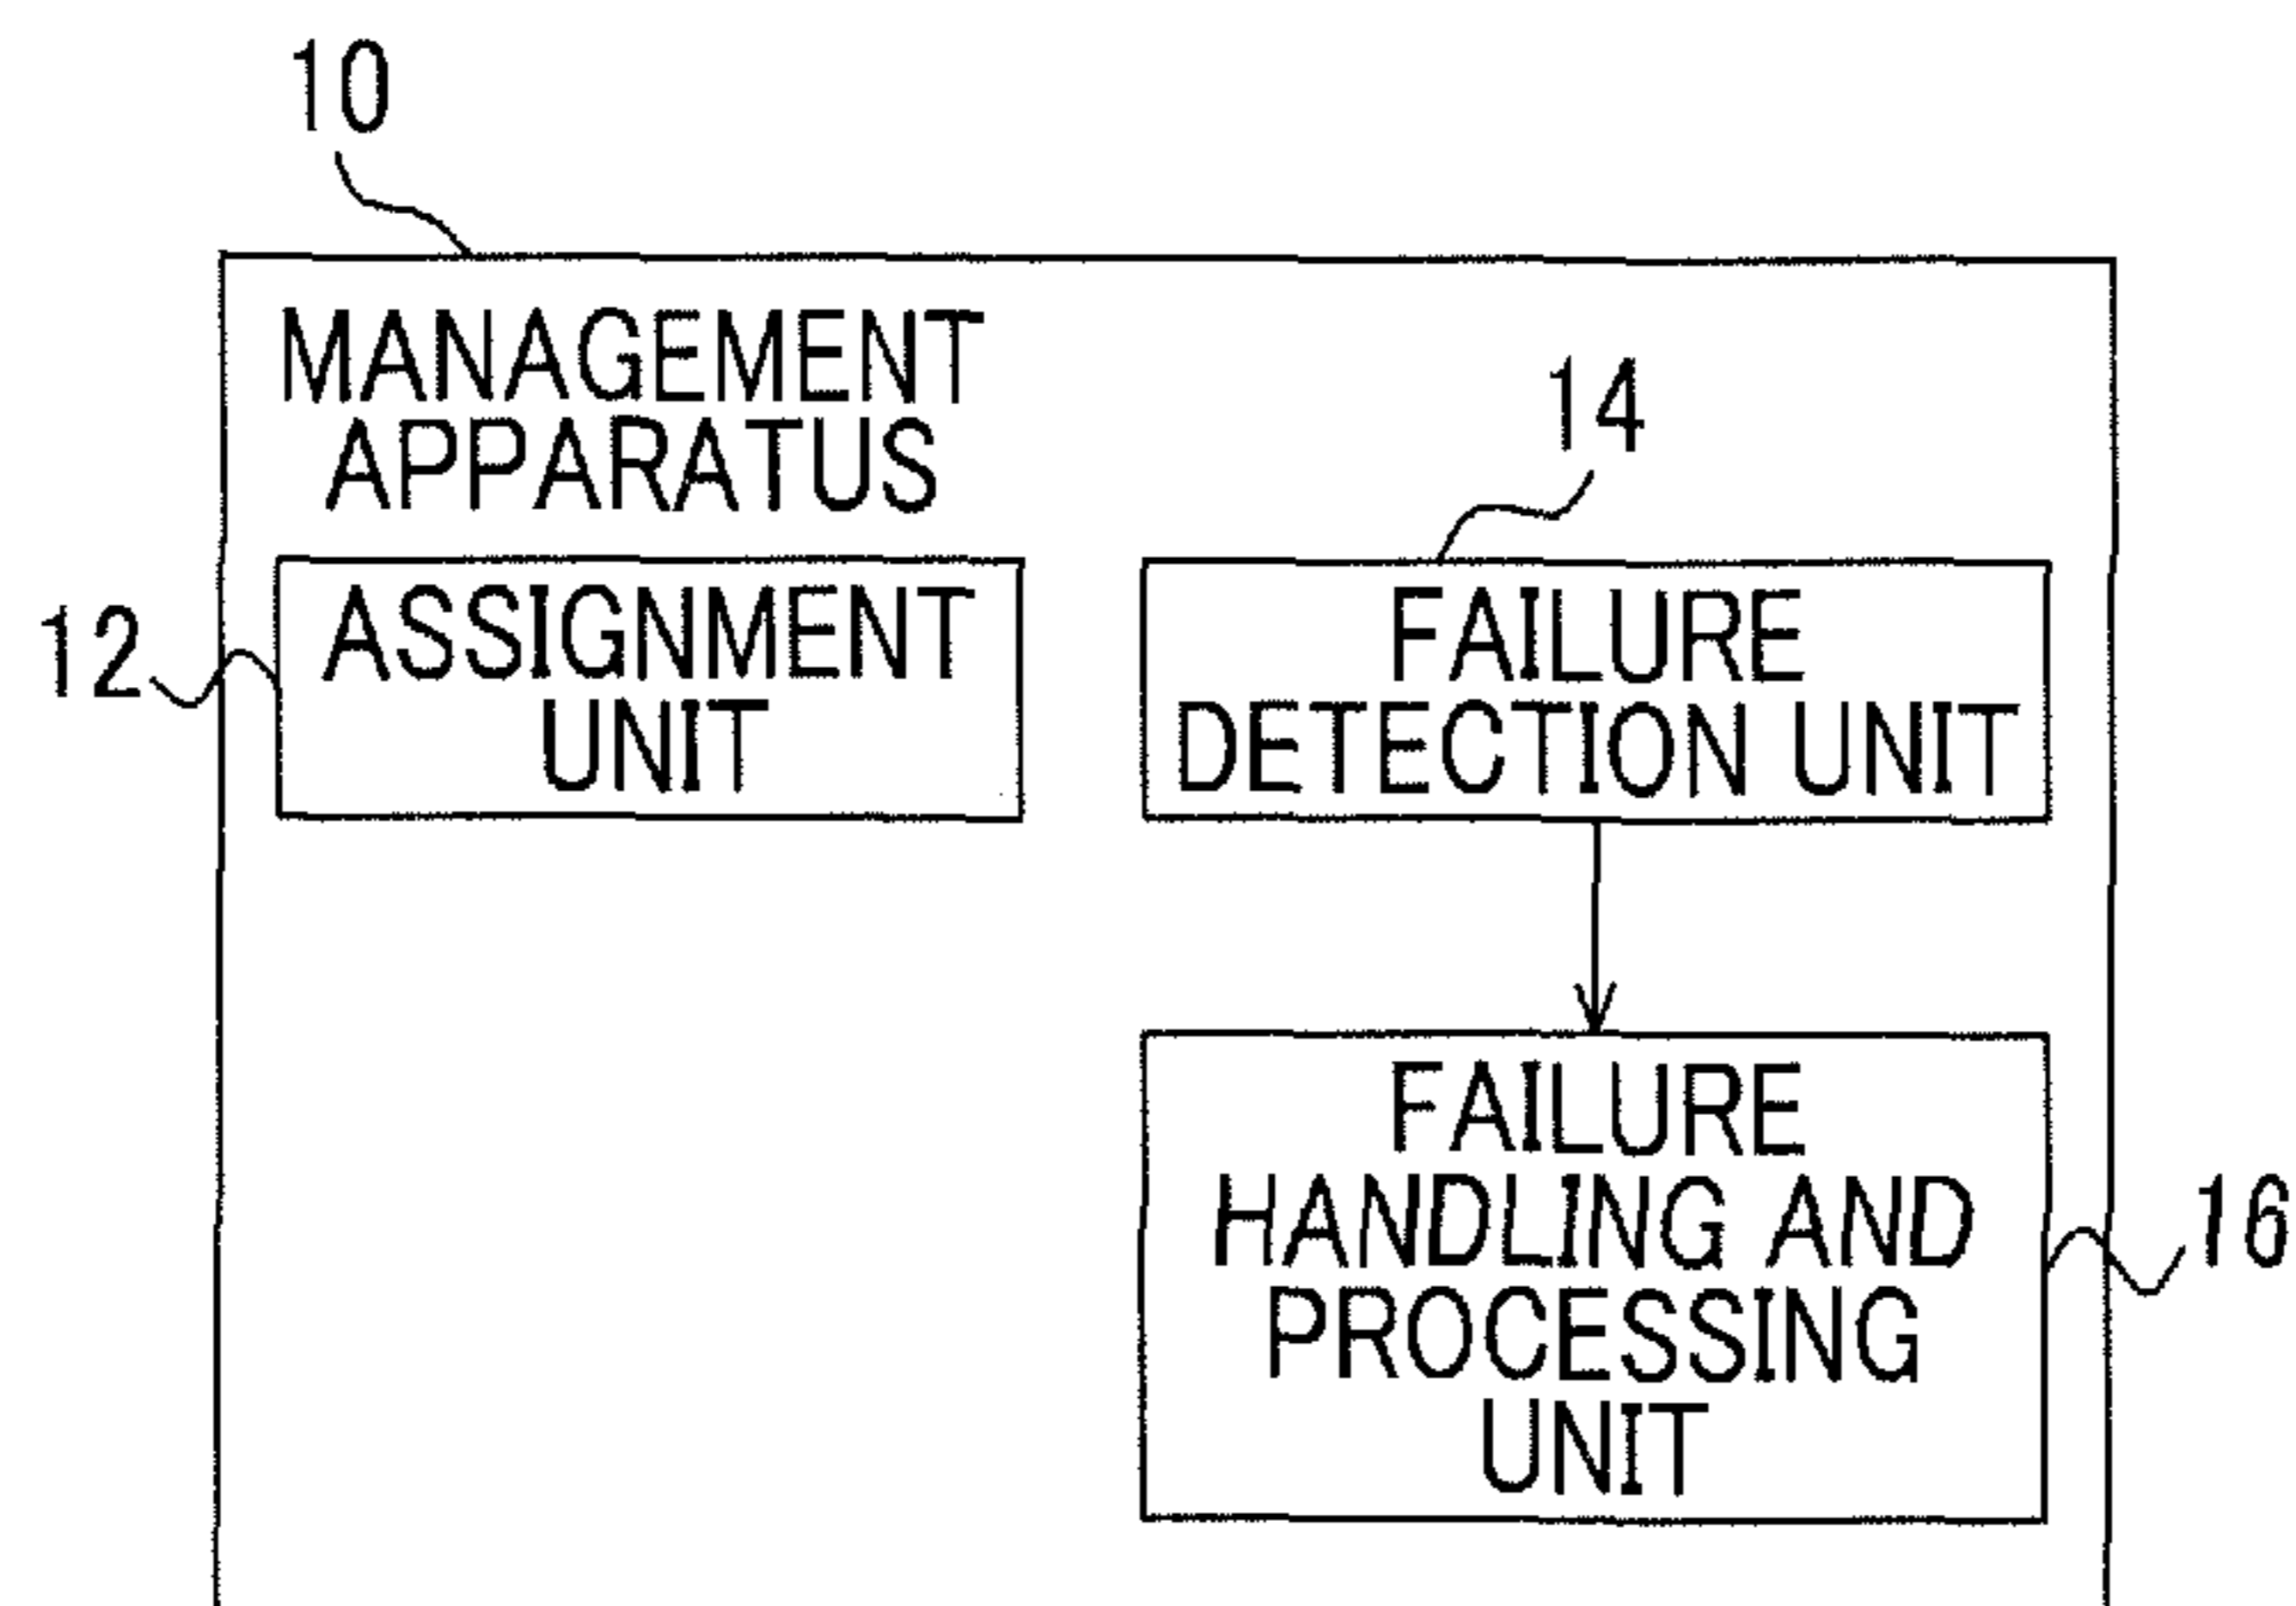 10
MANAGEMENT
APPARATUS
14
12
ASSIGNMENT
UNIT
FAILURE
DETECTION UNIT
FAILURE
HANDLING AND
PROCESSING
UNIT
16